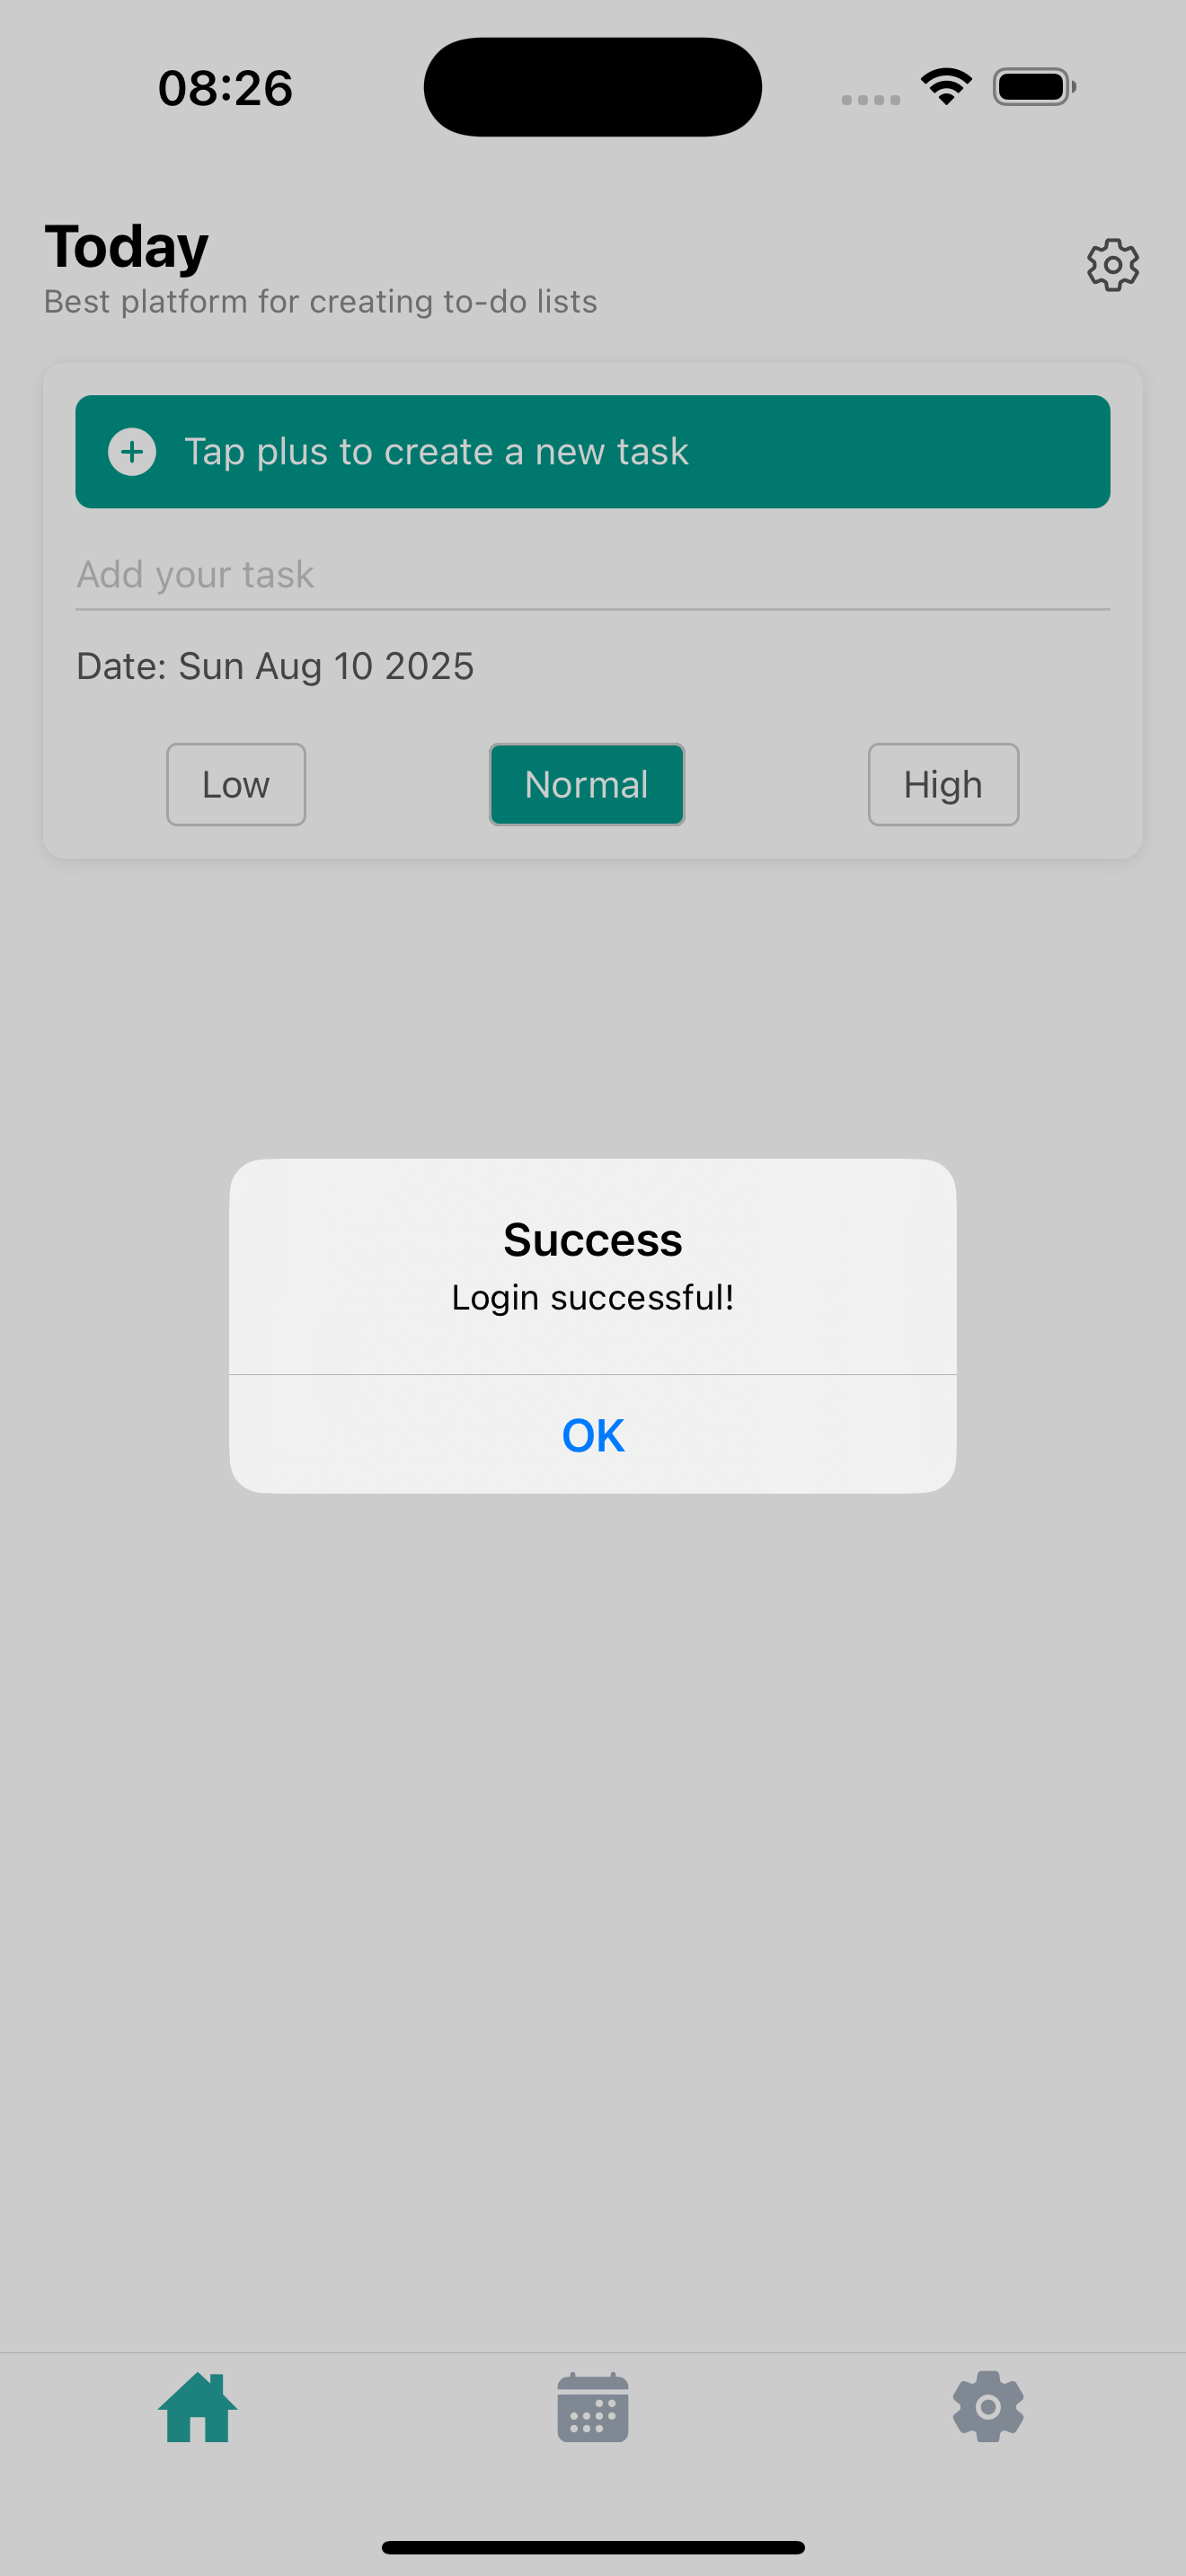 08:26
Today
Best platform for creating to-do lists
Tap plus to create a new task
Add your task
Date: Sun Aug 10 2025
Low
Normal
High
Success
Login successful!
OK